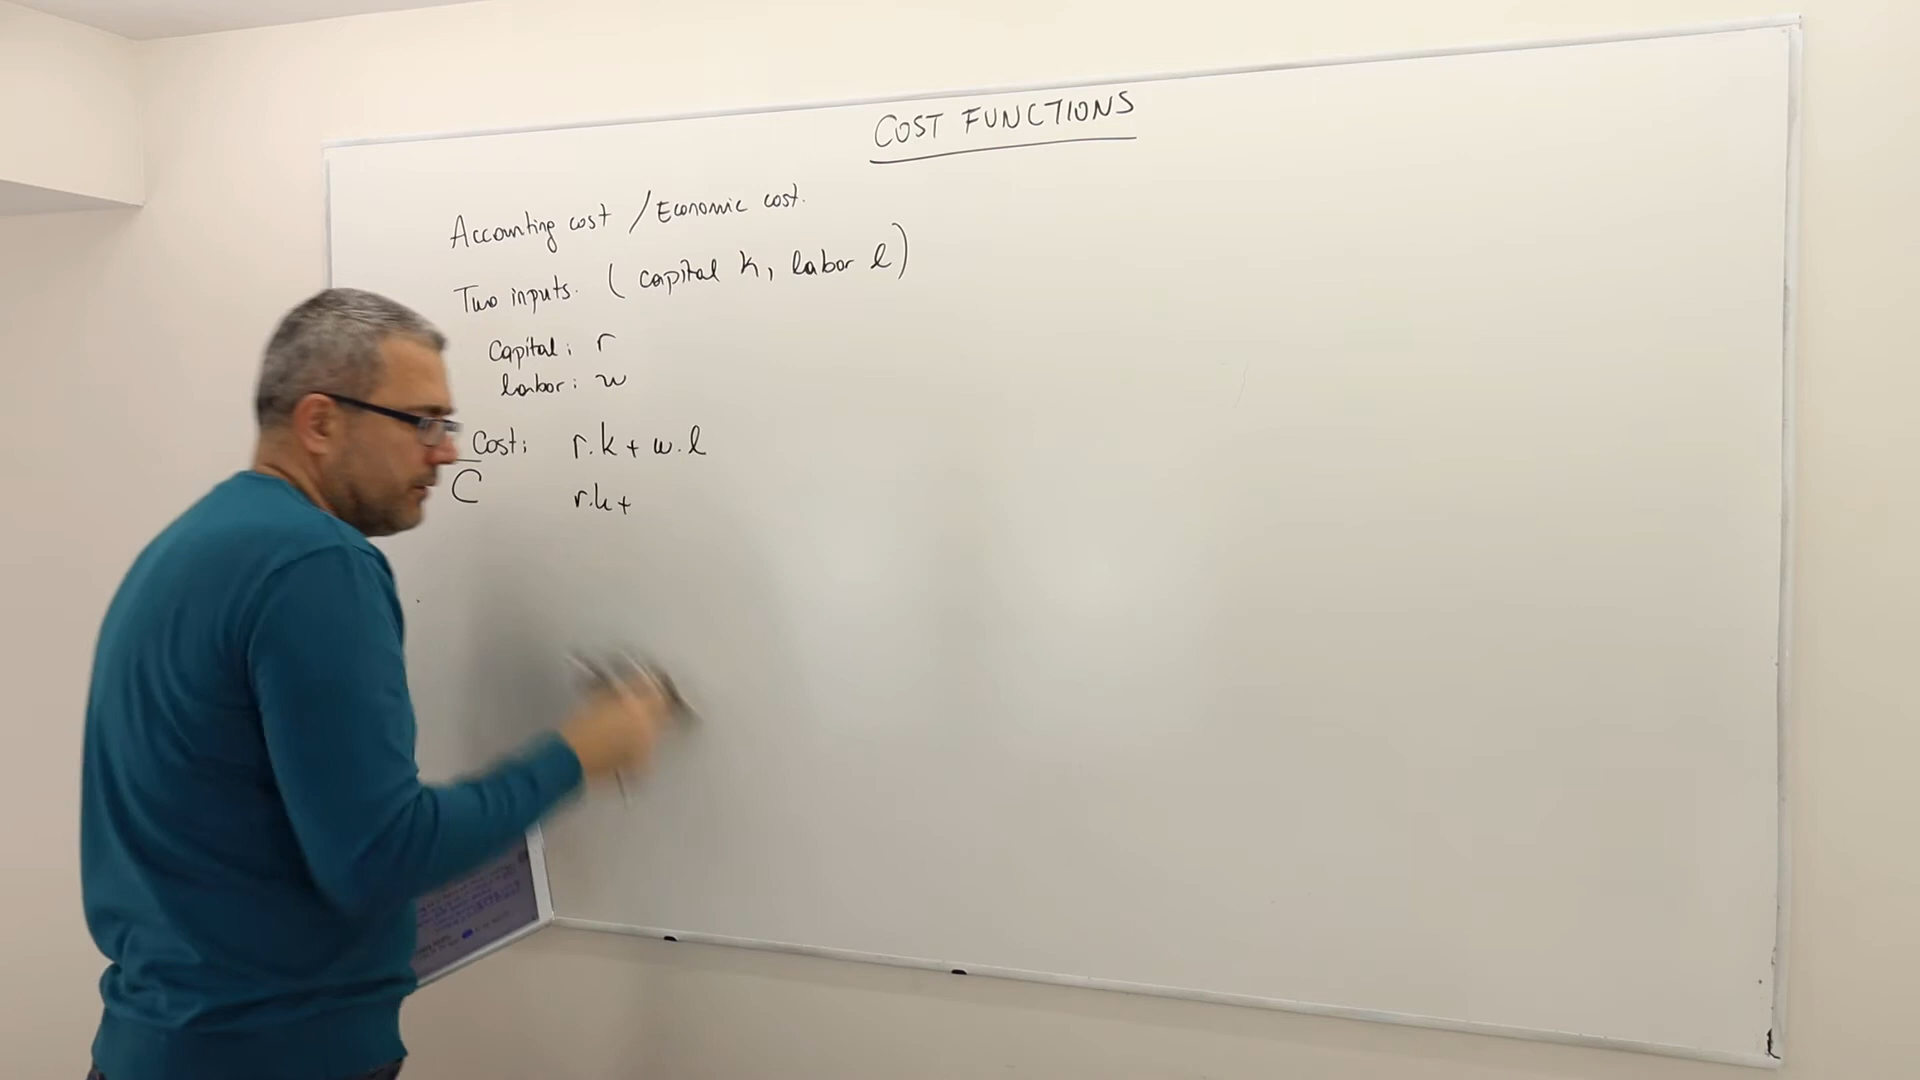 COST FUNCTIONS
Accounting cost / Economic cost.
Two inputs. ( capital k, labor l )
Capital: r
labor: w
Cost: r.k + w.l
C r.k+